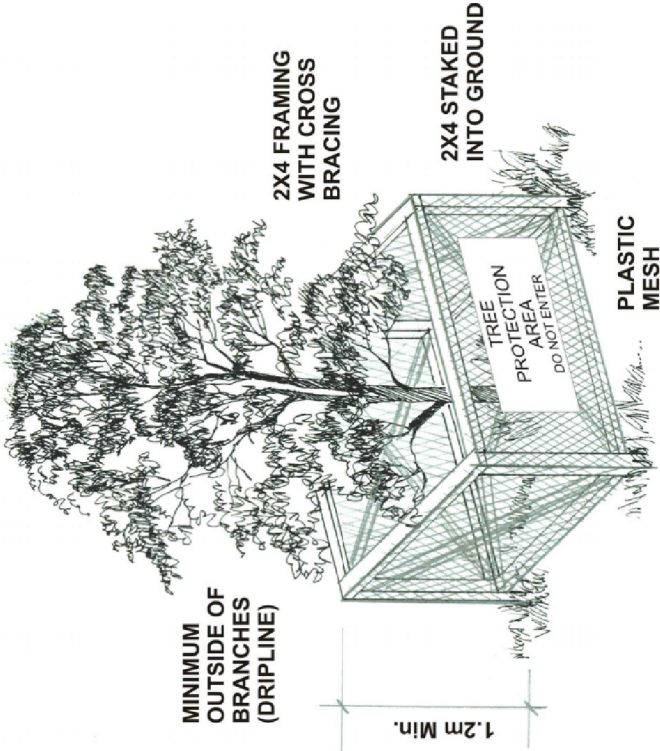 2X4 FRAMING
WITH CROSS
BRACING
2X4 STAKED
INTO GROUND
MINIMUM
OUTSIDE OF
BRANCHES
(DRIPLINE)
TREE
PROTECTION
AREA
DO NOT ENTER
PLASTIC
MESH
1.2m Min.